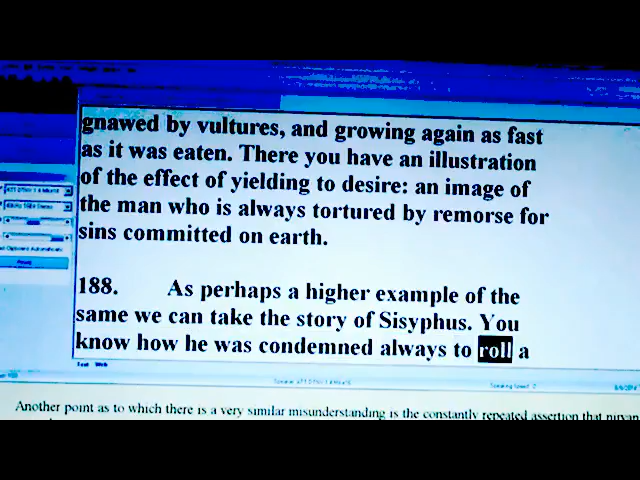 gnawed by vultures, and growing again as fast
as it was eaten. There you have an illustration
of the effect of yielding to desire: an image of
the man who is always tortured by remorse for
sins committed on earth.
188. As perhaps a higher example of the
same we can take the story of Sisyphus. You
know how he was condemned always to roll a
Another point as to which there is a very similar misunderstanding is the constantly repeated assertion that nirvan